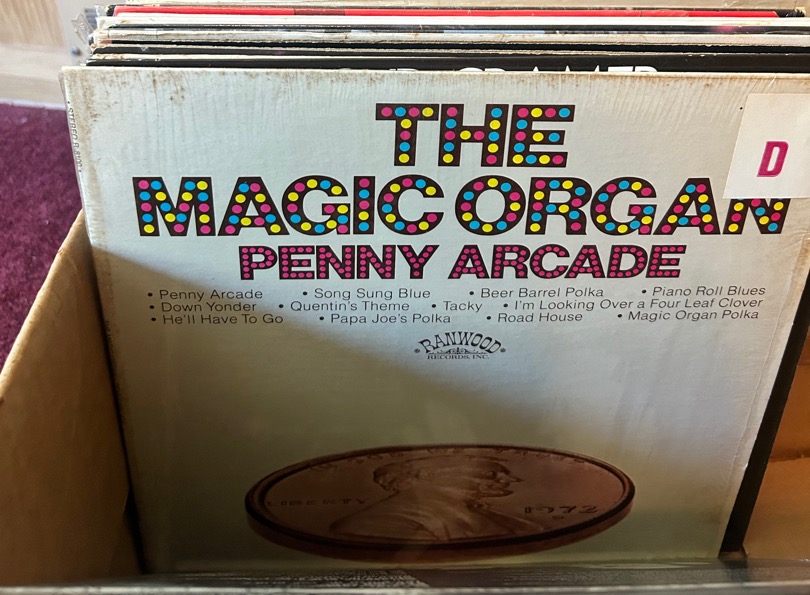 THE
D
MAGIC ORGAN
PENNY ARCADE
• Penny Arcade • Song Sung Blue • Beer Barrel Polka • Piano Roll Blues
• Down Yonder • Quentin's Theme • Tacky • I'm Looking Over a Four Leaf Clover
• He'll Have To Go • Papa Joe's Polka • Road House • Magic Organ Polka
RANWOOD
RECORDS, INC.
LIBERTY
1972